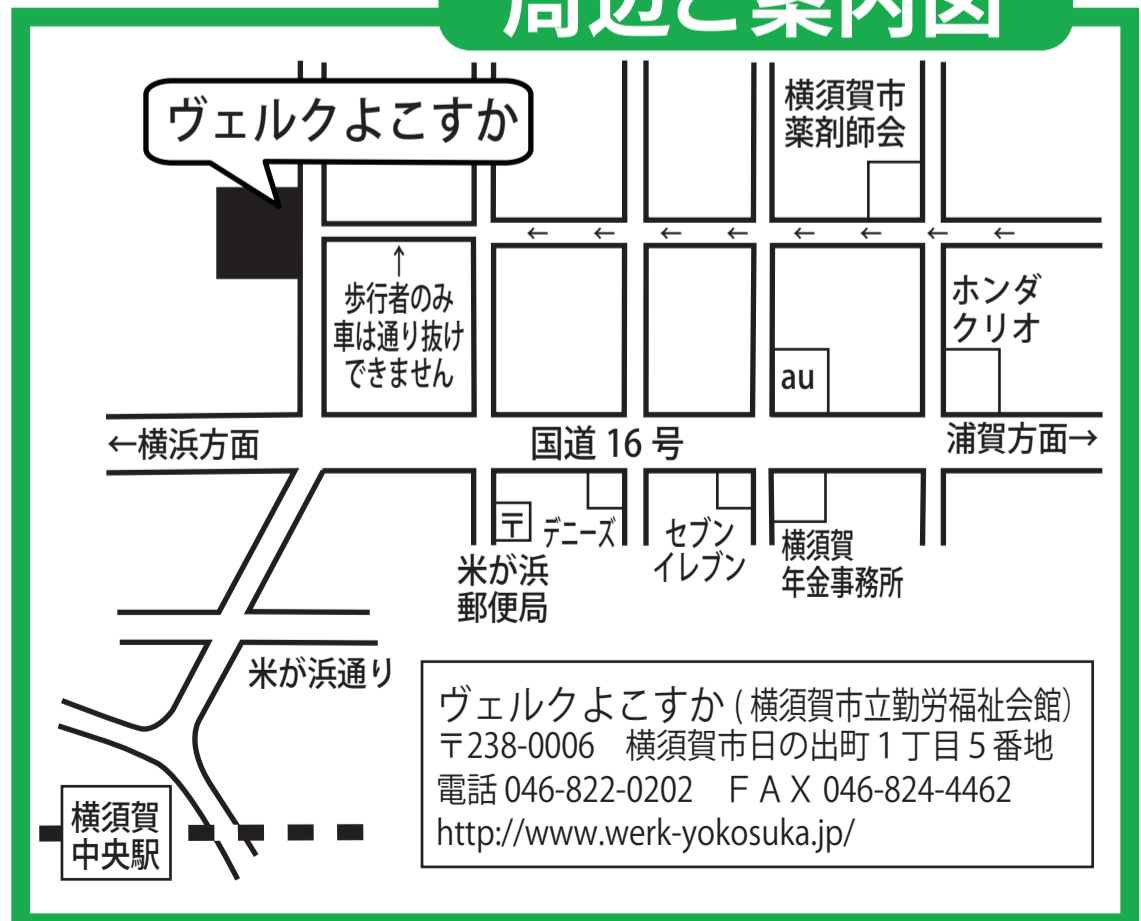 周辺ご案内図
ヴェルクよこすか
横須賀市
薬剤師会
← ← ← ← ← ← ← ←
↑
歩行者のみ
車は通り抜け
できません
ホンダ
クリオ
au
←横浜方面
国道 16 号
浦賀方面→
〒
デニーズ
セブン
イレブン
横須賀
年金事務所
米が浜
郵便局
米が浜通り
横須賀
中央駅
ヴェルクよこすか ( 横須賀市立勤労福祉会館)
〒238-0006　横須賀市日の出町 1 丁目 5 番地
電話 046-822-0202　ＦＡＸ 046-824-4462
http://www.werk-yokosuka.jp/